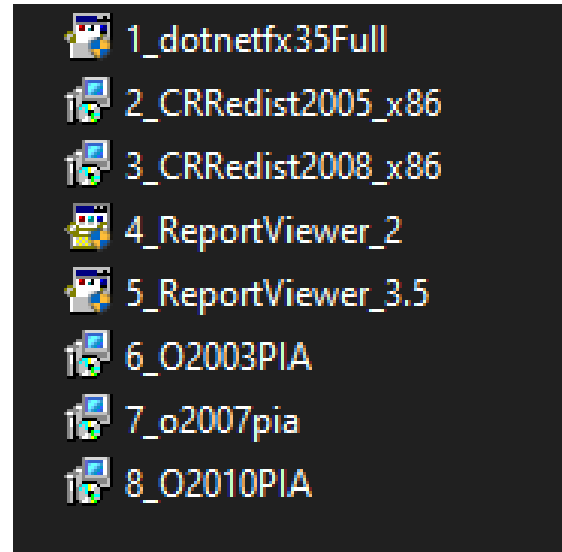 1_dotnetfx35Full
2_CRRedist2005_x86
3_CRRedist2008_x86
4_ReportViewer_2
5_ReportViewer_3.5
6_O2003PIA
7_o2007pia
8_O2010PIA